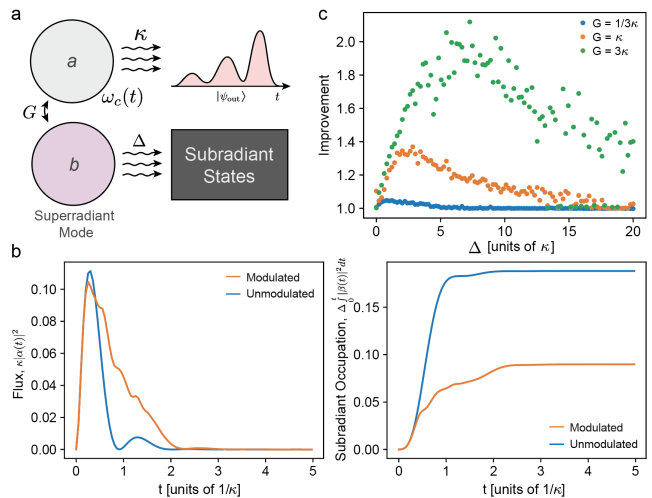 a
a
κ
G
ω_c(t)
|ψ_out⟩
t
b
Δ
Superradiant
Mode
Subradiant
States
c
Improvement
2.0
1.8
1.6
1.4
1.2
1.0
0
5
10
15
20
Δ [units of κ]
G = 1/3κ
G = κ
G = 3κ
b
Flux, κ|α(t)|²
0.10
0.08
0.06
0.04
0.02
0.00
0
1
2
3
4
5
t [units of 1/κ]
Modulated
Unmodulated
Subradiant Occupation, Δ ∫₀ᵗ |β(t)|² dt
0.15
0.10
0.05
0.00
0
1
2
3
4
5
t [units of 1/κ]
Modulated
Unmodulated